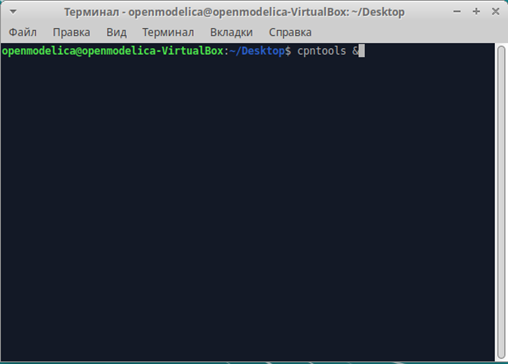 Терминал - openmodelica@openmodelica-VirtualBox: ~/Desktop
Файл Правка Вид Терминал Вкладки Справка
openmodelica@openmodelica-VirtualBox:~/Desktop$ cpntools &